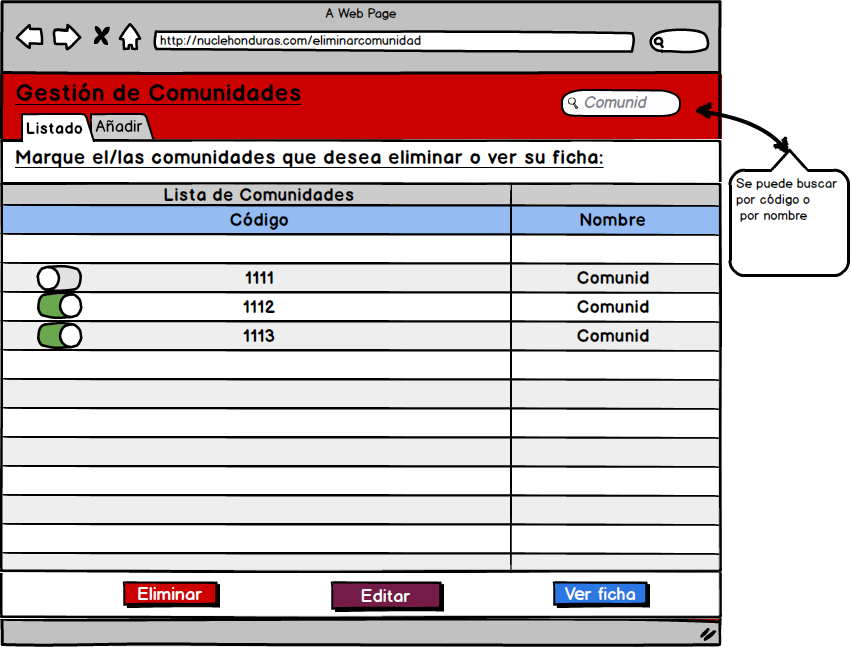 A Web Page
http://nuclehonduras.com/eliminarcomunidad
Gestión de Comunidades
Comunid
Listado Añadir
Marque el/las comunidades que desea eliminar o ver su ficha:
Se puede buscar
por código o
por nombre
Lista de Comunidades
Código Nombre
1111 Comunid
1112 Comunid
1113 Comunid
Eliminar Editar Ver ficha